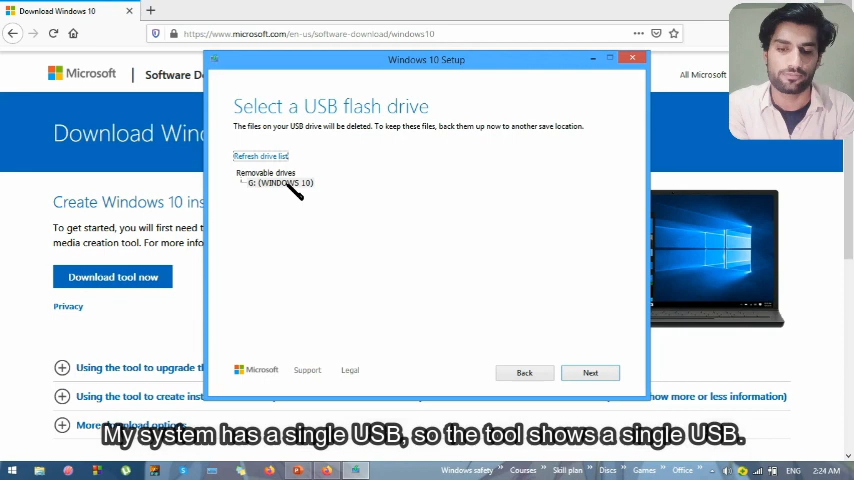 Download Windows 10
https://www.microsoft.com/en-us/software-download/windows10
Microsoft
Software D
All Microsoft
Download Win
Create Windows 10 ins
To get started, you will first need t
media creation tool. For more infor
Download tool now
Privacy
Using the tool to upgrade th
Using the tool to create inst
how more or less information)
More download options
Windows 10 Setup
Select a USB flash drive
The files on your USB drive will be deleted. To keep these files, back them up now to another save location.
Refresh drive list
Removable drives
G: (WINDOWS 10)
Microsoft
Support
Legal
Back
Next
My system has a single USB, so the tool shows a single USB.
Windows safety
Courses
Skill plan
Discs
Games
Office
ENG
2:24 AM